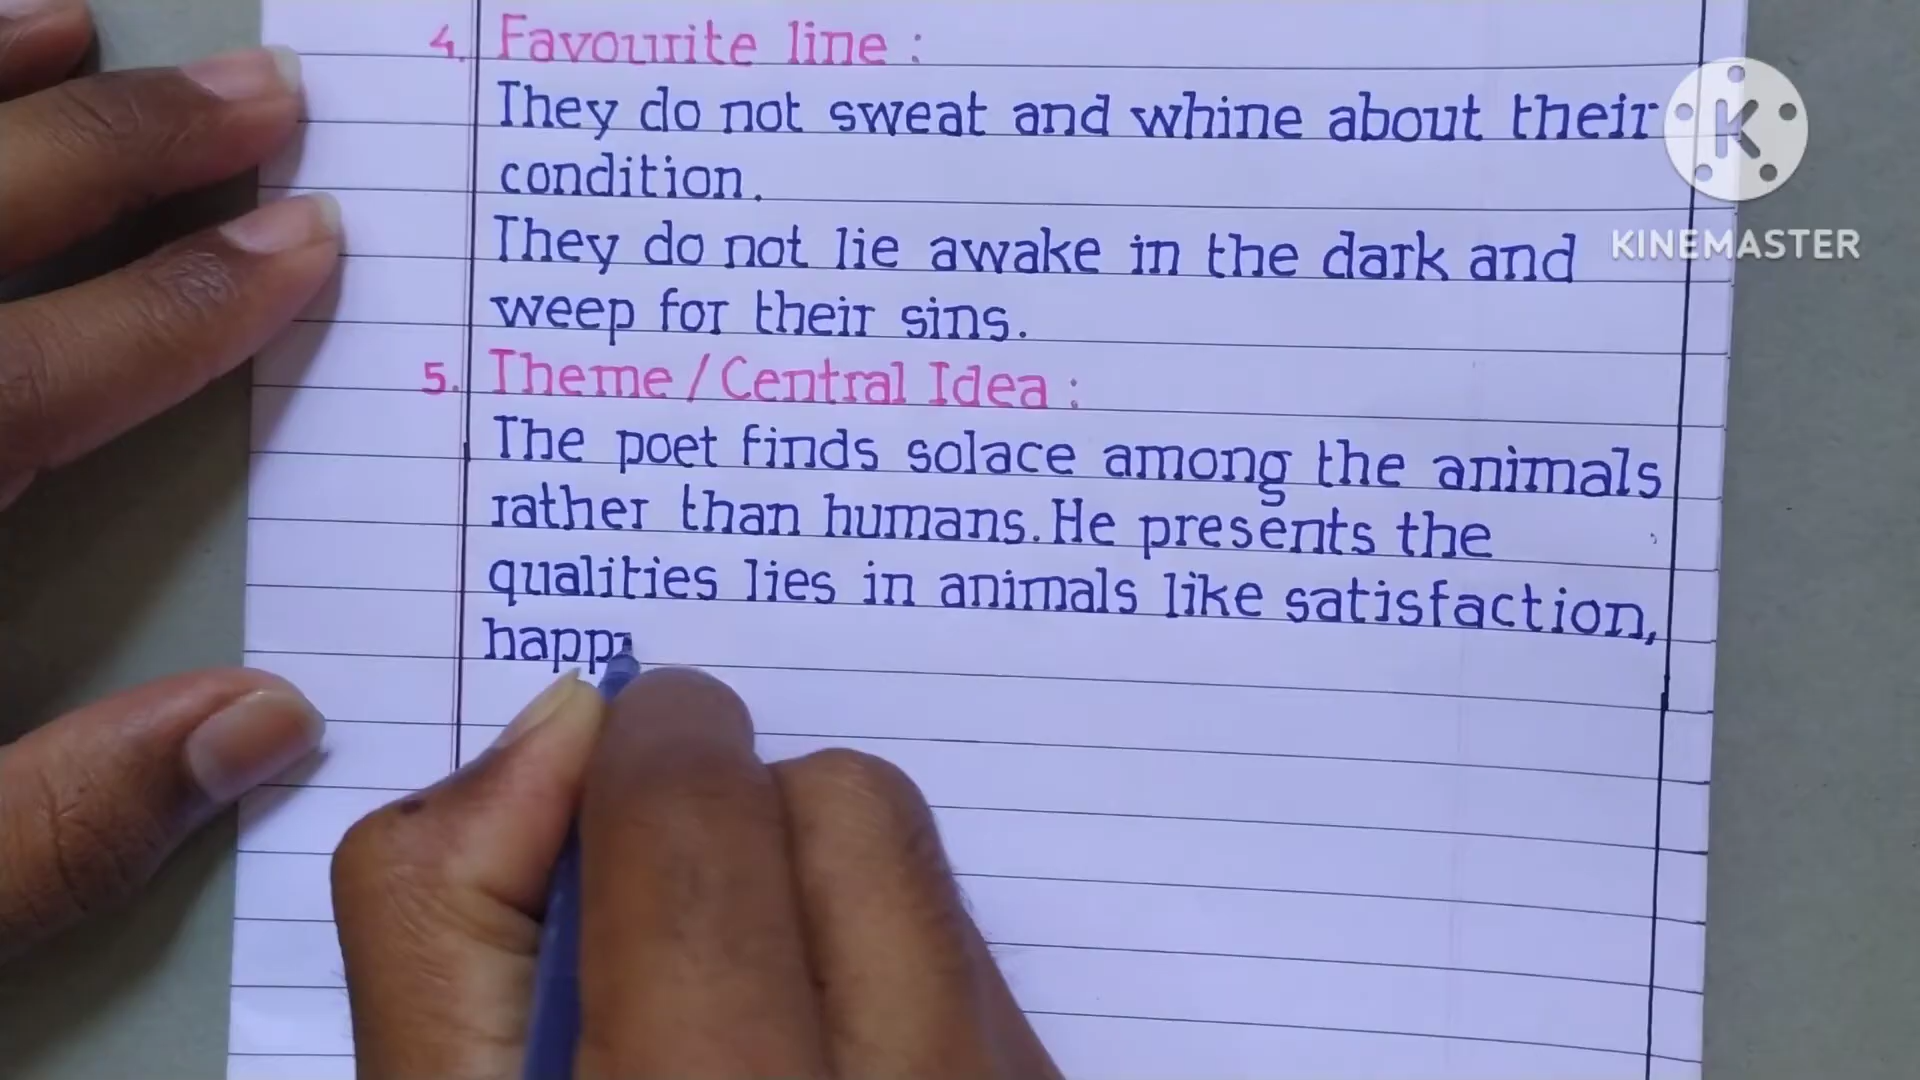 4. Favourite line :
They do not sweat and whine about their
condition.
They do not lie awake in the dark and
weep for their sins.
5. Theme / Central Idea :
The poet finds solace among the animals
rather than humans. He presents the
qualities lies in animals like satisfaction,
happ
K
KINEMASTER